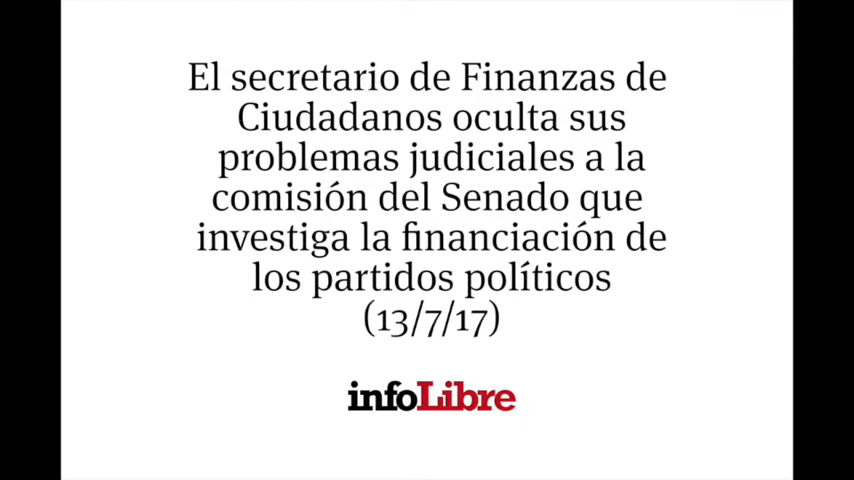 El secretario de Finanzas de
Ciudadanos oculta sus
problemas judiciales a la
comisión del Senado que
investiga la financiación de
los partidos políticos
(13/7/17)
infoLibre